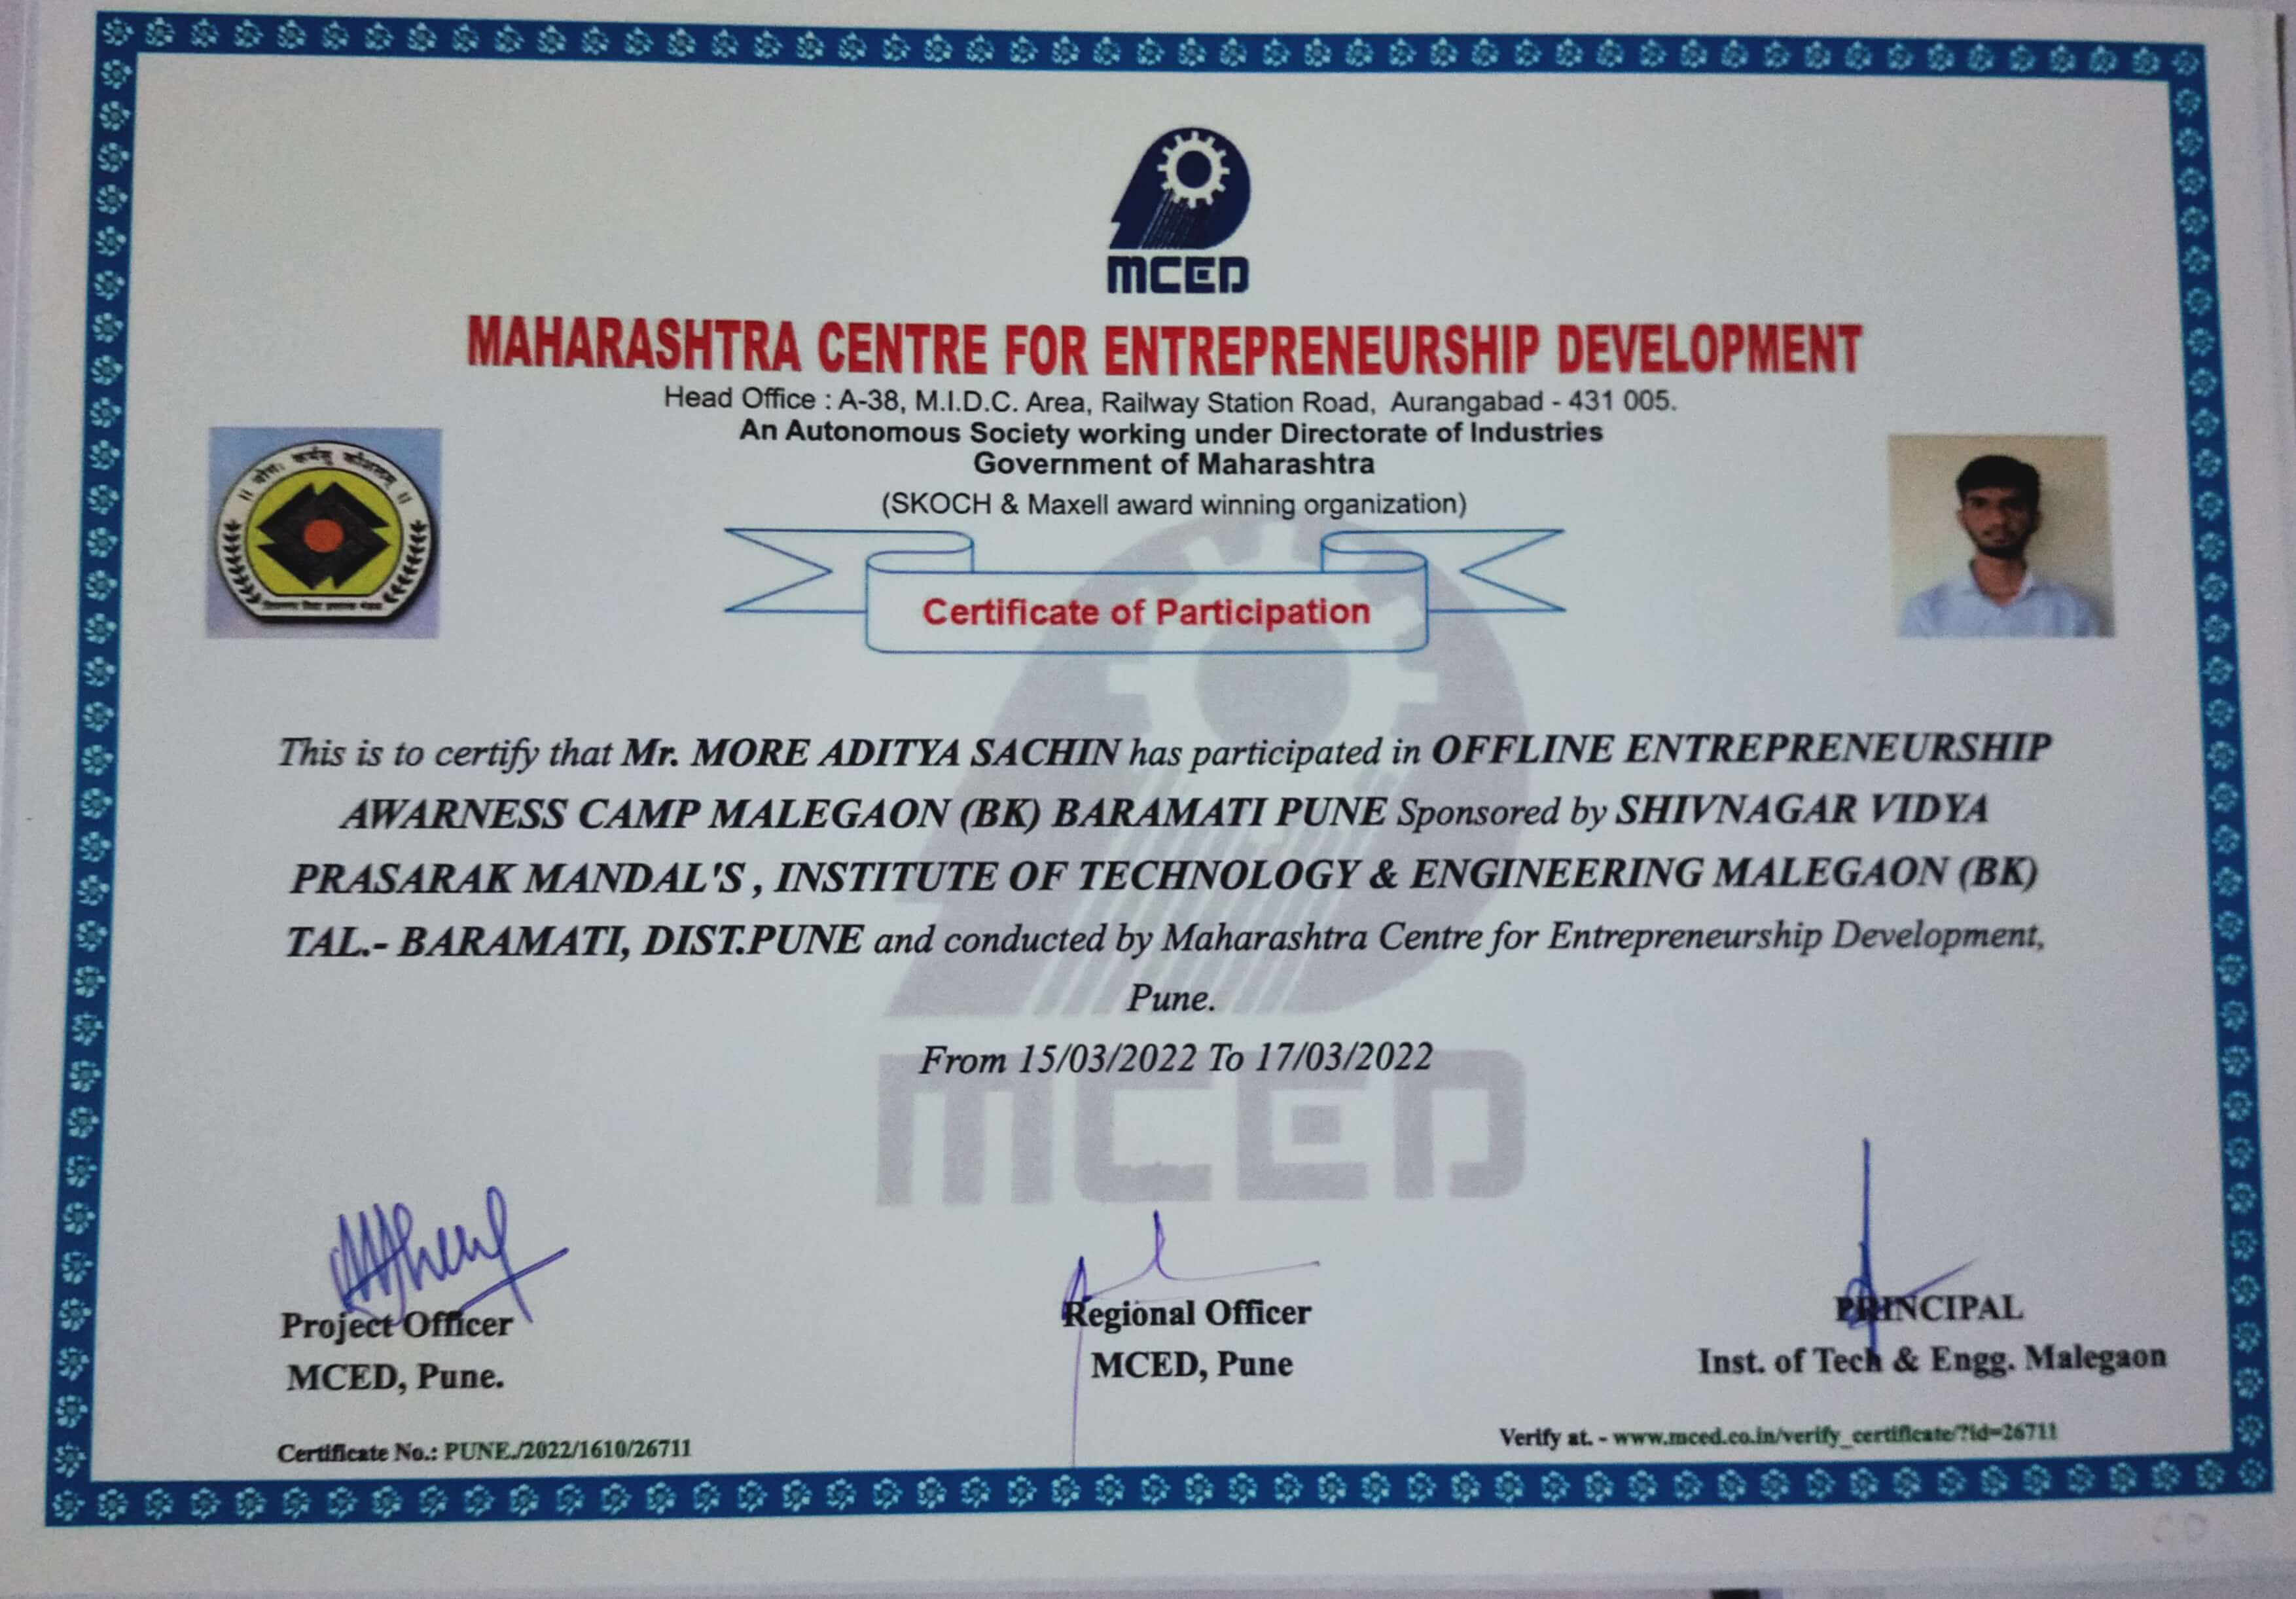 MCED
MAHARASHTRA CENTRE FOR ENTREPRENEURSHIP DEVELOPMENT
Head Office : A-38, M.I.D.C. Area, Railway Station Road, Aurangabad - 431 005.
An Autonomous Society working under Directorate of Industries
Government of Maharashtra
(SKOCH & Maxell award winning organization)
॥ योगः कर्मसु कौशलम् ॥
Certificate of Participation
This is to certify that Mr. MORE ADITYA SACHIN has participated in OFFLINE ENTREPRENEURSHIP
AWARNESS CAMP MALEGAON (BK) BARAMATI PUNE Sponsored by SHIVNAGAR VIDYA
PRASARAK MANDAL'S , INSTITUTE OF TECHNOLOGY & ENGINEERING MALEGAON (BK)
TAL.- BARAMATI, DIST.PUNE and conducted by Maharashtra Centre for Entrepreneurship Development,
Pune.
From 15/03/2022 To 17/03/2022
MCED
Project Officer
MCED, Pune.
Regional Officer
MCED, Pune
PRINCIPAL
Inst. of Tech & Engg. Malegaon
Certificate No.: PUNE./2022/1610/26711
Verify at. - www.mced.co.in/verify_certificate/?id=26711